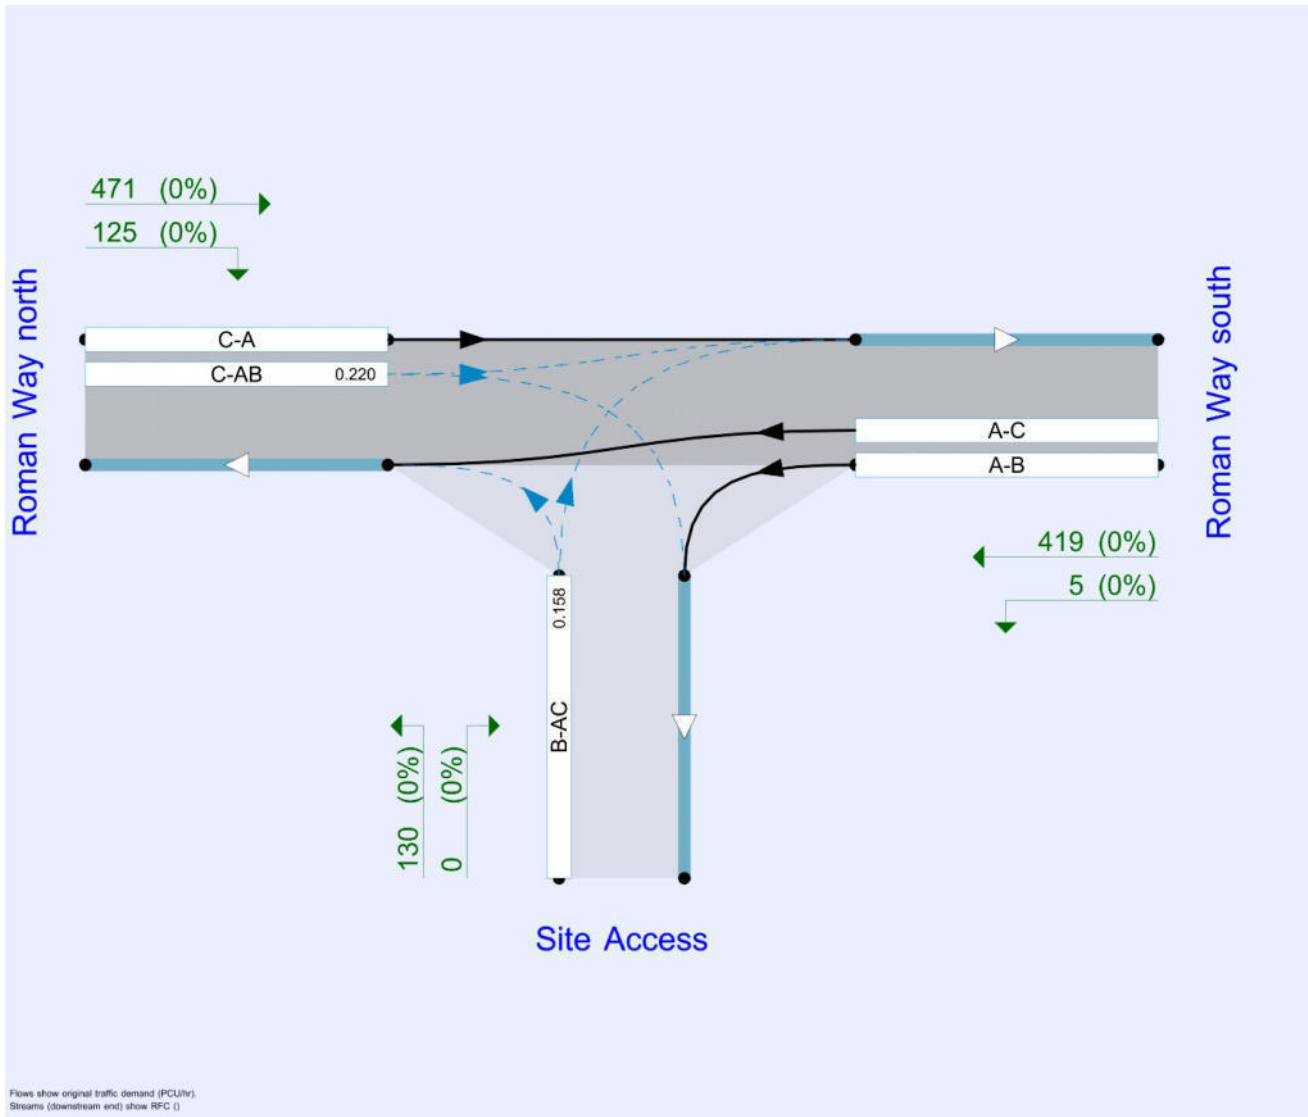 471 (0%)
125 (0%)
Roman Way north
Roman Way south
C-A
C-AB 0.220
A-C
A-B
419 (0%)
5 (0%)
0.158
B-AC
130 (0%)
0 (0%)
Site Access
Flows show original traffic demand (PCU/hr).
Streams (downstream end) show RFC ()